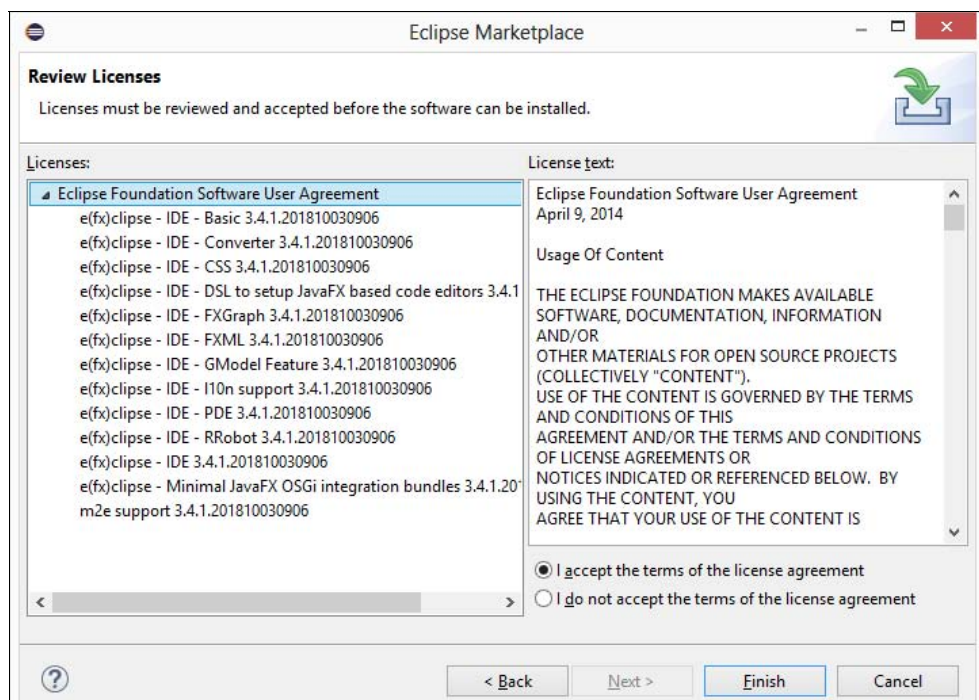 Eclipse Marketplace
Review Licenses
Licenses must be reviewed and accepted before the software can be installed.
Licenses:
Eclipse Foundation Software User Agreement
e(fx)clipse - IDE - Basic 3.4.1.201810030906
e(fx)clipse - IDE - Converter 3.4.1.201810030906
e(fx)clipse - IDE - CSS 3.4.1.201810030906
e(fx)clipse - IDE - DSL to setup JavaFX based code editors 3.4.1
e(fx)clipse - IDE - FXGraph 3.4.1.201810030906
e(fx)clipse - IDE - FXML 3.4.1.201810030906
e(fx)clipse - IDE - GModel Feature 3.4.1.201810030906
e(fx)clipse - IDE - l10n support 3.4.1.201810030906
e(fx)clipse - IDE - PDE 3.4.1.201810030906
e(fx)clipse - IDE - RRobot 3.4.1.201810030906
e(fx)clipse - IDE 3.4.1.201810030906
e(fx)clipse - Minimal JavaFX OSGi integration bundles 3.4.1.20
m2e support 3.4.1.201810030906
License text:
Eclipse Foundation Software User Agreement
April 9, 2014
Usage Of Content
THE ECLIPSE FOUNDATION MAKES AVAILABLE
SOFTWARE, DOCUMENTATION, INFORMATION
AND/OR
OTHER MATERIALS FOR OPEN SOURCE PROJECTS
(COLLECTIVELY "CONTENT").
USE OF THE CONTENT IS GOVERNED BY THE TERMS
AND CONDITIONS OF THIS
AGREEMENT AND/OR THE TERMS AND CONDITIONS
OF LICENSE AGREEMENTS OR
NOTICES INDICATED OR REFERENCED BELOW. BY
USING THE CONTENT, YOU
AGREE THAT YOUR USE OF THE CONTENT IS
I accept the terms of the license agreement
I do not accept the terms of the license agreement
? < Back Next > Finish Cancel